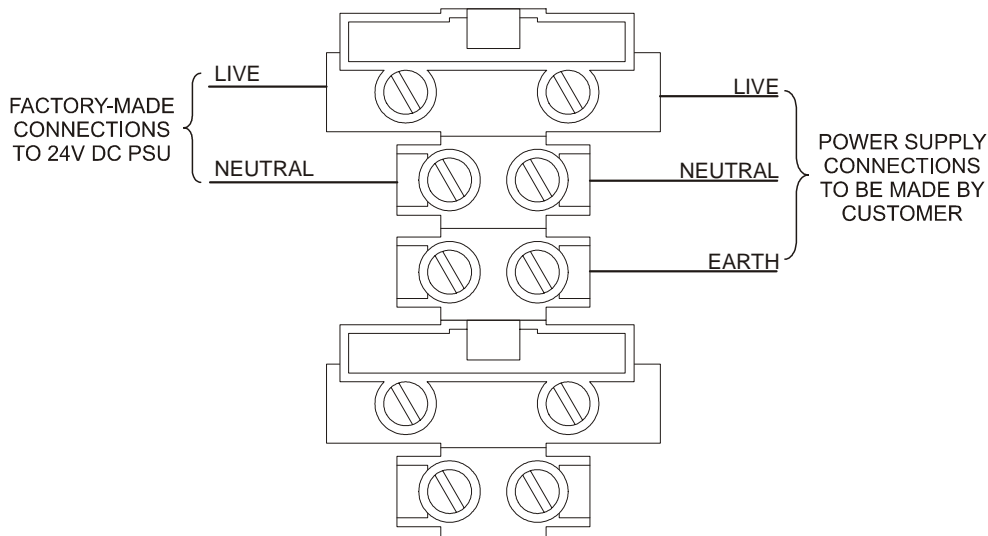 LIVE
FACTORY-MADE
CONNECTIONS
TO 24V DC PSU
NEUTRAL
LIVE
NEUTRAL
EARTH
POWER SUPPLY
CONNECTIONS
TO BE MADE BY
CUSTOMER